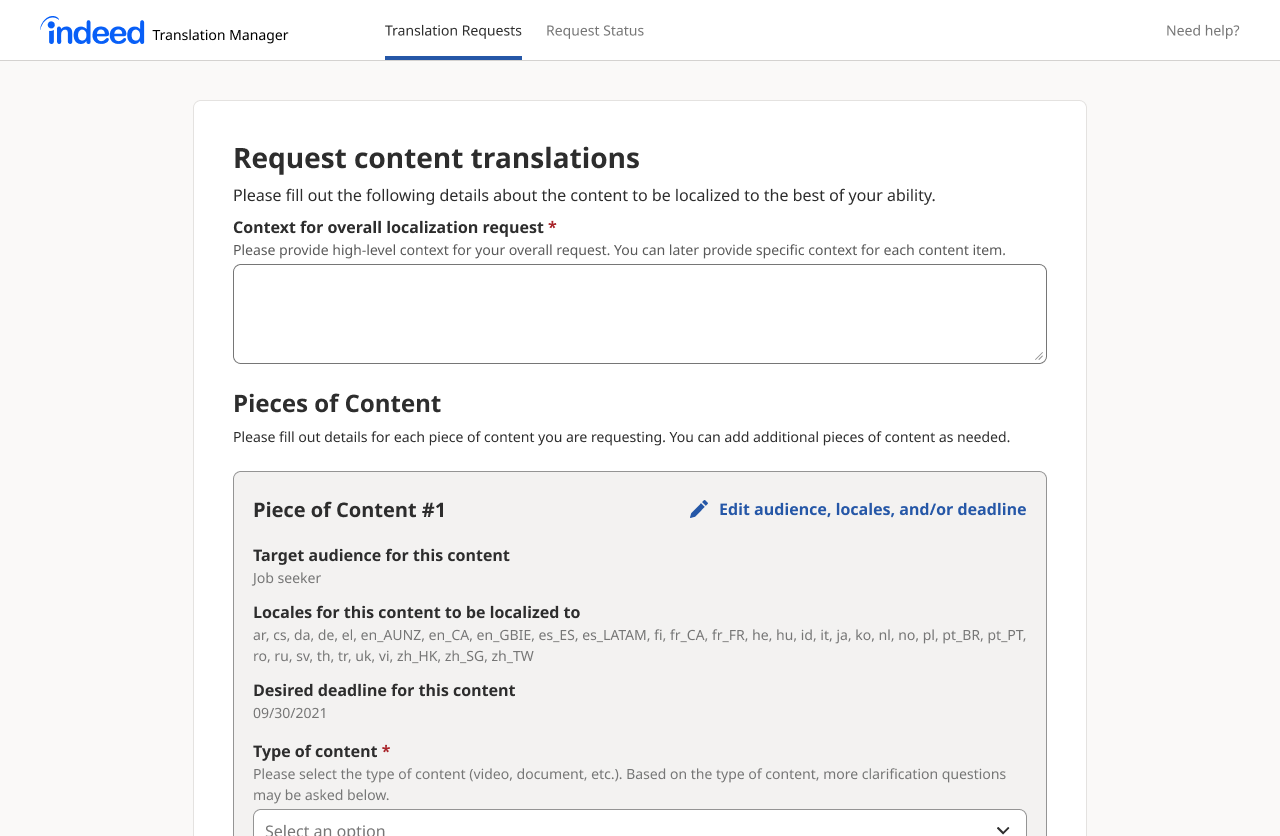 indeed Translation Manager Translation Requests Request Status Need help?
Request content translations
Please fill out the following details about the content to be localized to the best of your ability.
Context for overall localization request *
Please provide high-level context for your overall request. You can later provide specific context for each content item.
Pieces of Content
Please fill out details for each piece of content you are requesting. You can add additional pieces of content as needed.
Piece of Content #1 Edit audience, locales, and/or deadline
Target audience for this content
Job seeker
Locales for this content to be localized to
ar, cs, da, de, el, en_AUNZ, en_CA, en_GBIE, es_ES, es_LATAM, fi, fr_CA, fr_FR, he, hu, id, it, ja, ko, nl, no, pl, pt_BR, pt_PT,
ro, ru, sv, th, tr, uk, vi, zh_HK, zh_SG, zh_TW
Desired deadline for this content
09/30/2021
Type of content *
Please select the type of content (video, document, etc.). Based on the type of content, more clarification questions
may be asked below.
Select an option